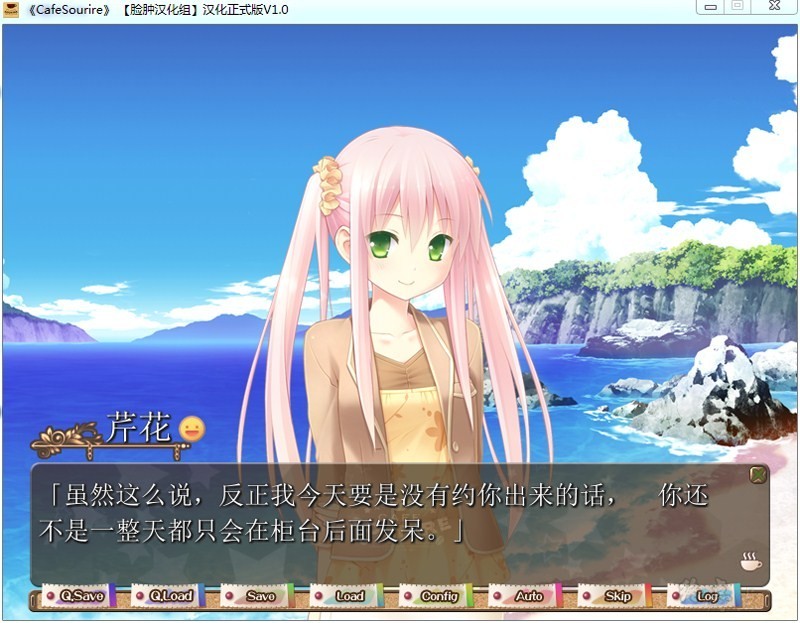 《CafeSourire》 【脸肿汉化组】汉化正式版V1.0
芹花
「虽然这么说，反正我今天要是没有约你出来的话， 你还
不是一整天都只会在柜台后面发呆。」
Q.Save Q.Load Save Load Config Auto Skip Log